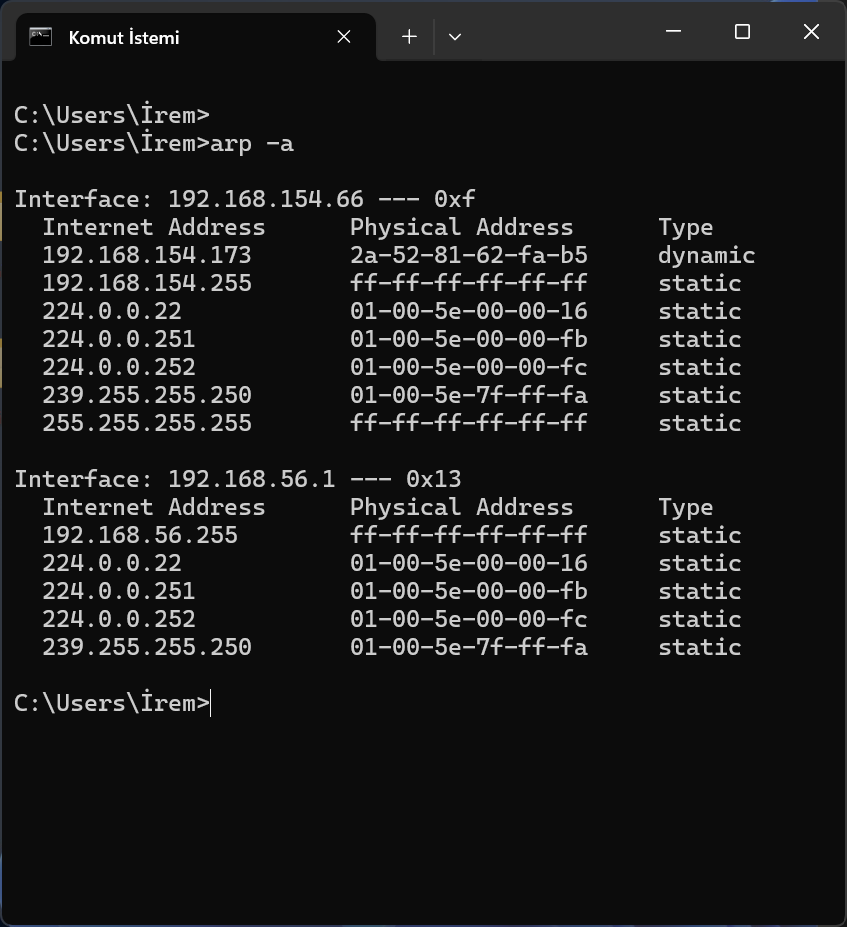 Komut İstemi
C:\Users\İrem>
C:\Users\İrem>arp -a
Interface: 192.168.154.66 --- 0xf
  Internet Address      Physical Address      Type
  192.168.154.173       2a-52-81-62-fa-b5     dynamic
  192.168.154.255       ff-ff-ff-ff-ff-ff     static
  224.0.0.22            01-00-5e-00-00-16     static
  224.0.0.251           01-00-5e-00-00-fb     static
  224.0.0.252           01-00-5e-00-00-fc     static
  239.255.255.250       01-00-5e-7f-ff-fa     static
  255.255.255.255       ff-ff-ff-ff-ff-ff     static
Interface: 192.168.56.1 --- 0x13
  Internet Address      Physical Address      Type
  192.168.56.255        ff-ff-ff-ff-ff-ff     static
  224.0.0.22            01-00-5e-00-00-16     static
  224.0.0.251           01-00-5e-00-00-fb     static
  224.0.0.252           01-00-5e-00-00-fc     static
  239.255.255.250       01-00-5e-7f-ff-fa     static
C:\Users\İrem>